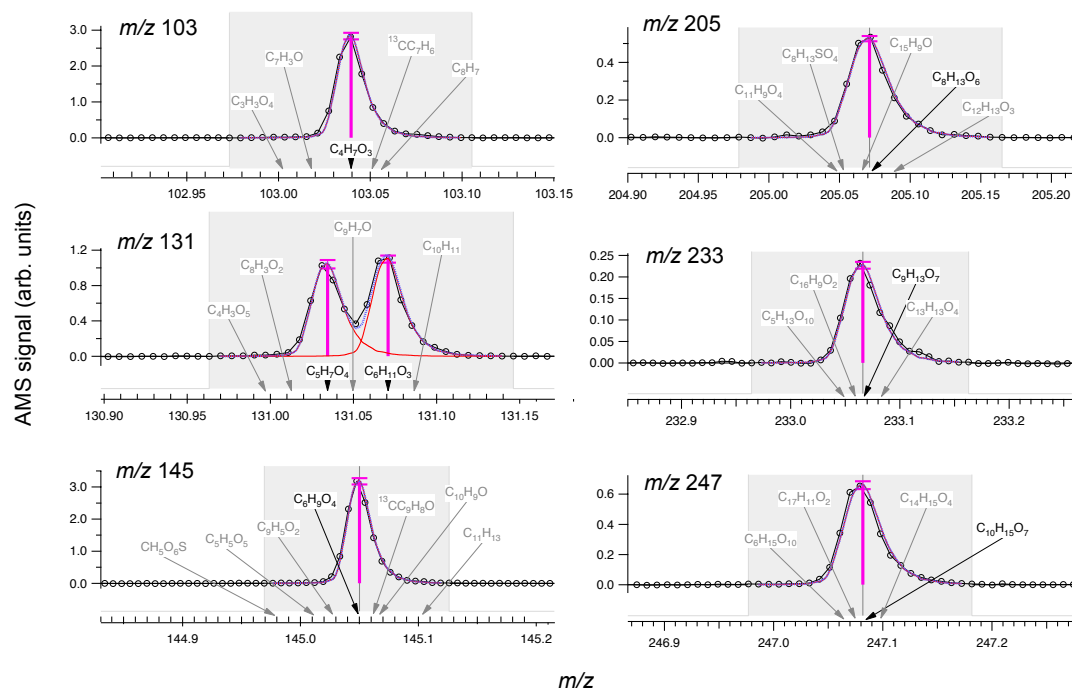 AMS signal (arb. units)
m/z 103
3.0
2.0
1.0
0.0
C₃H₃O₄
C₇H₃O
¹³CC₇H₆
C₈H₇
C₄H₇O₃
102.95 103.00 103.05 103.10 103.15
m/z 205
0.4
0.2
0.0
C₁₁H₉O₄
C₈H₁₃SO₄
C₁₅H₉O
C₈H₁₃O₆
C₁₂H₁₃O₃
204.90 204.95 205.00 205.05 205.10 205.15 205.20
m/z 131
1.2
0.8
0.4
0.0
C₄H₃O₅
C₈H₃O₂
C₉H₇O
C₁₀H₁₁
C₅H₇O₄ C₆H₁₁O₃
130.90 130.95 131.00 131.05 131.10 131.15
m/z 233
0.25
0.20
0.15
0.10
0.05
0.00
C₅H₁₃O₁₀
C₁₆H₉O₂
C₉H₁₃O₇
C₁₃H₁₃O₄
232.9 233.0 233.1 233.2
m/z 145
3.0
2.0
1.0
0.0
CH₅O₆S
C₅H₅O₅
C₉H₅O₂
C₆H₉O₄
¹³CC₉H₈O
C₁₀H₉O
C₁₁H₁₃
144.9 145.0 145.1 145.2
m/z 247
0.6
0.4
0.2
0.0
C₆H₁₅O₁₀
C₁₇H₁₁O₂
C₁₄H₁₅O₄
C₁₀H₁₅O₇
246.9 247.0 247.1 247.2
m/z